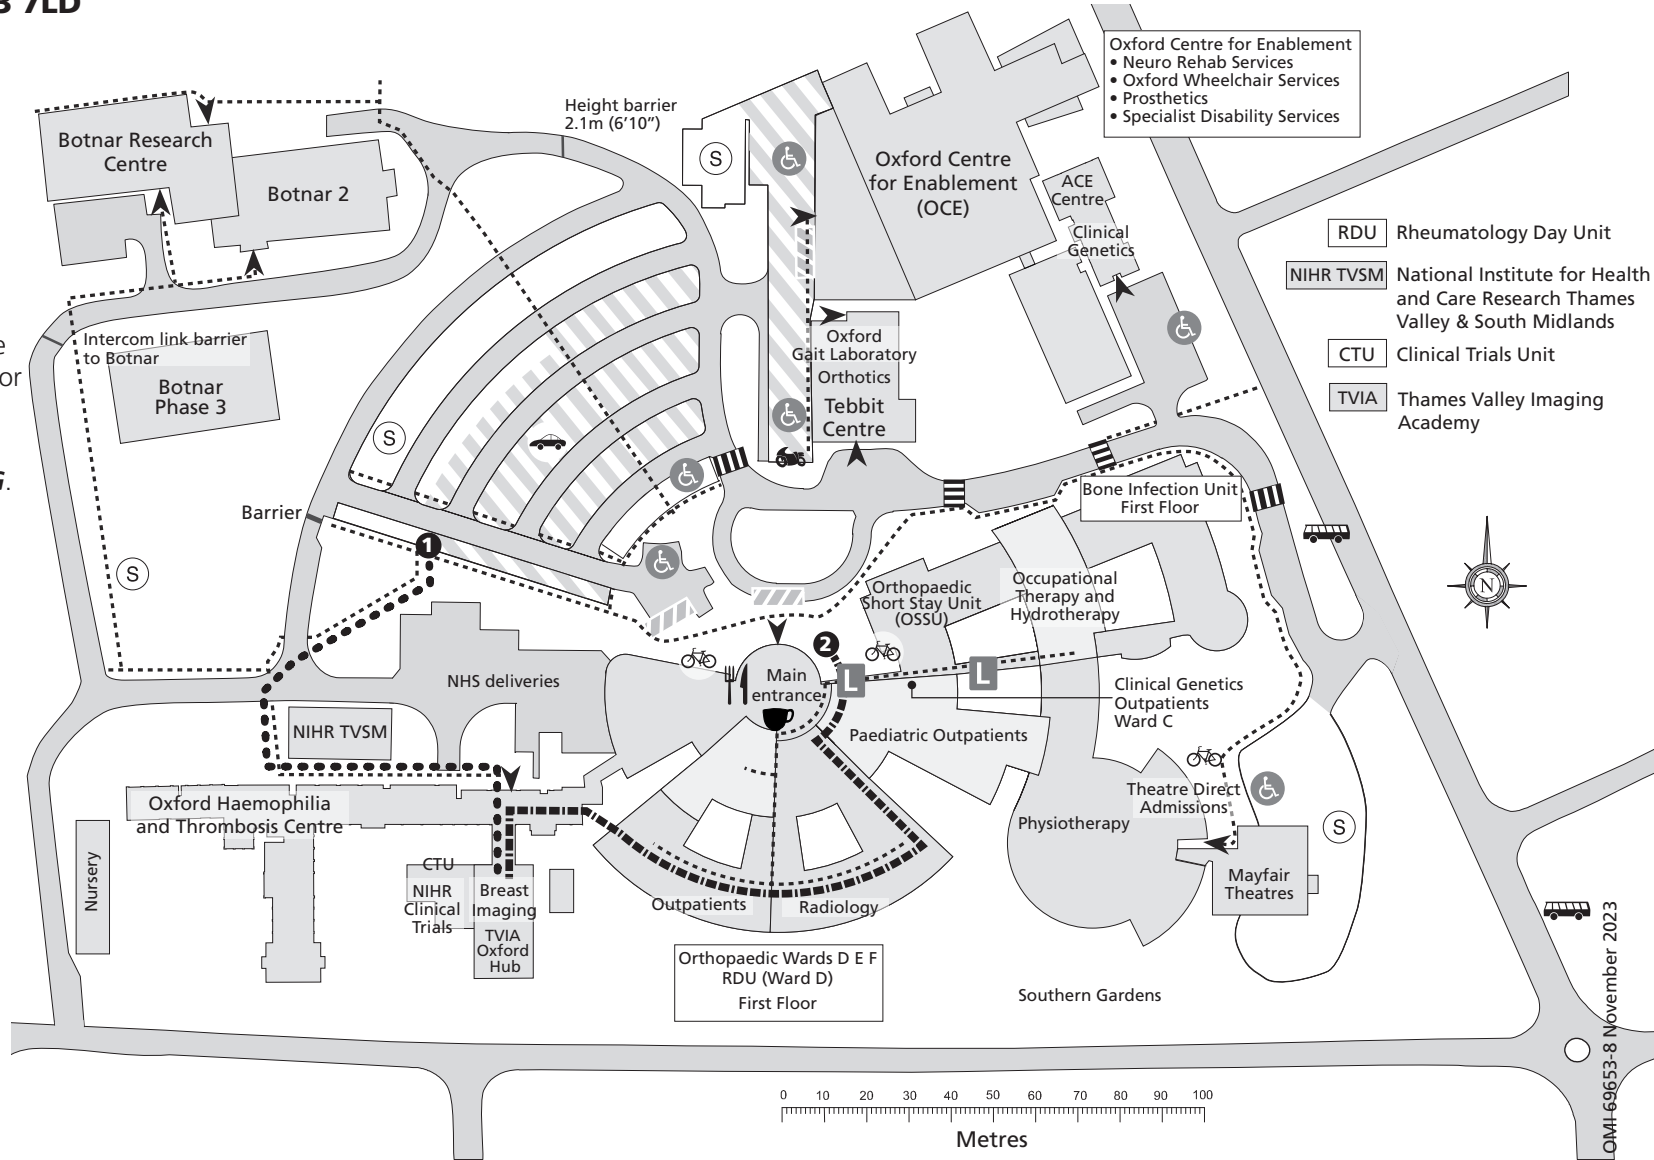 3 7LD
Height barrier
2.1m (6'10")
Oxford Centre for Enablement
• Neuro Rehab Services
• Oxford Wheelchair Services
• Prosthetics
• Specialist Disability Services
Botnar Research
Centre
Botnar 2
S
Oxford Centre
for Enablement
(OCE)
ACE
Centre
Clinical
Genetics
RDU Rheumatology Day Unit
NIHR TVSM National Institute for Health
and Care Research Thames
Valley & South Midlands
CTU Clinical Trials Unit
TVIA Thames Valley Imaging
Academy
e
or
G.
Intercom link barrier
to Botnar
Botnar
Phase 3
Oxford
Gait Laboratory
Orthotics
Tebbit
Centre
S
Barrier
1
S
Bone Infection Unit
First Floor
N
Orthopaedic
Short Stay Unit
(OSSU)
Occupational
Therapy and
Hydrotherapy
2
L
L
NHS deliveries
Main
entrance
Clinical Genetics
Outpatients
Ward C
NIHR TVSM
Paediatric Outpatients
Oxford Haemophilia
and Thrombosis Centre
Theatre Direct
Admissions
Physiotherapy
S
Nursery
CTU
NIHR
Clinical
Trials
Breast
Imaging
TVIA
Oxford
Hub
Outpatients
Radiology
Mayfair
Theatres
Orthopaedic Wards D E F
RDU (Ward D)
First Floor
Southern Gardens
0 10 20 30 40 50 60 70 80 90 100
Metres
OMI 69653-8 November 2023